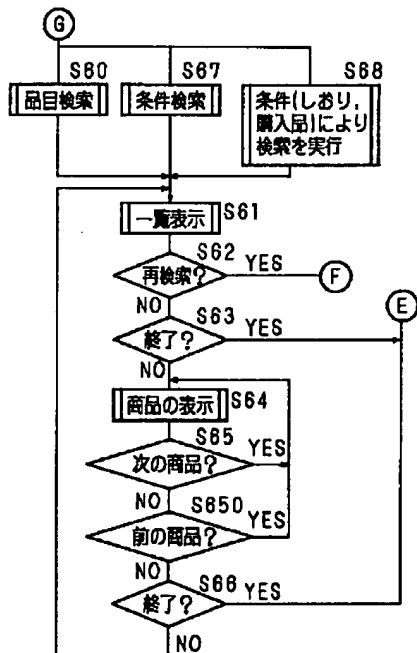 G
S60
S67
S68
品目検索
条件検索
条件(しおり,
購入品)により
検索を実行
一覧表示
S61
S62
再検索?
YES
F
NO
S63
E
終了?
YES
NO
商品の表示
S64
S65
次の商品?
YES
NO
S650
前の商品?
YES
NO
S66
終了?
YES
NO